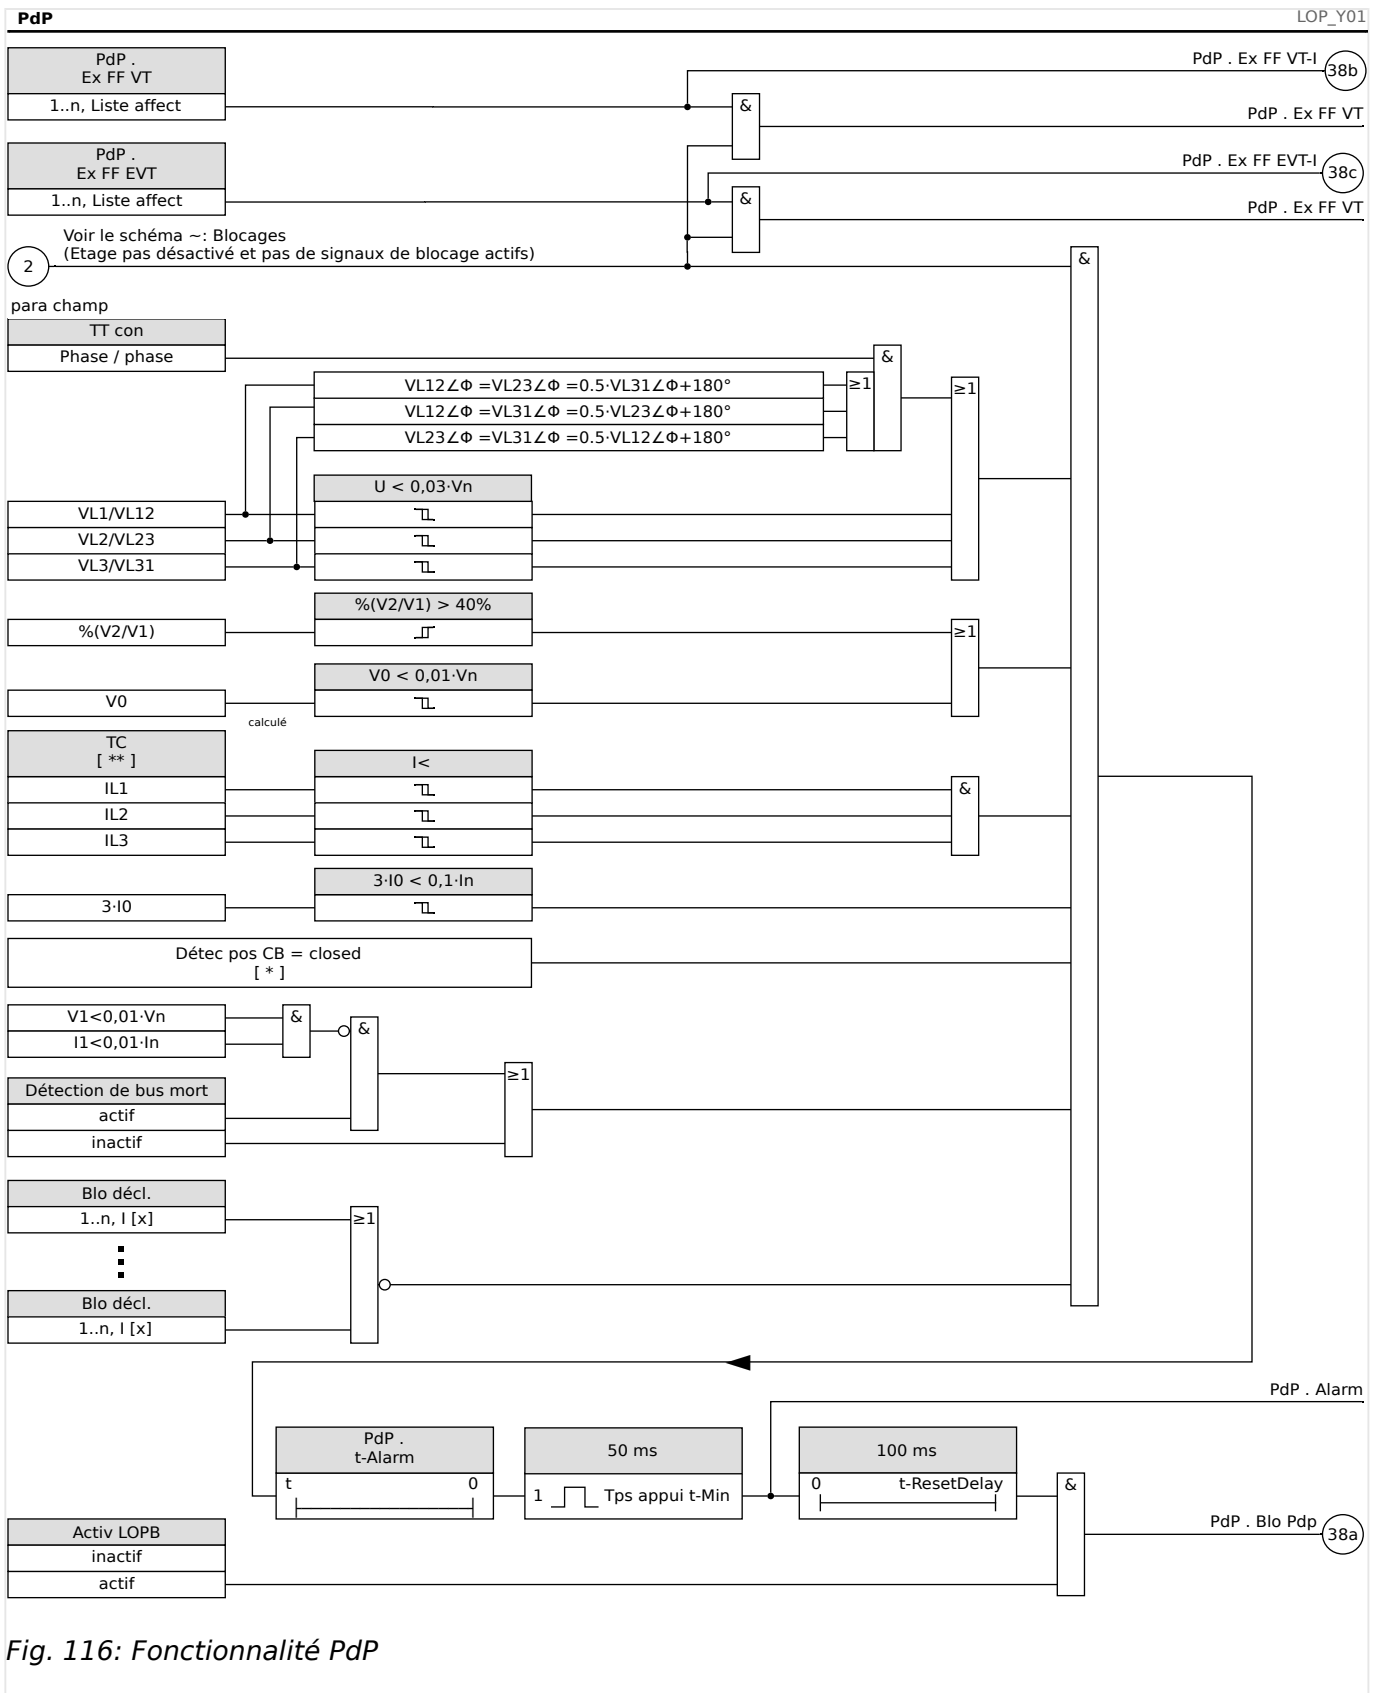 PdP
LOP_Y01
PdP .
Ex FF VT
1..n, Liste affect
PdP . Ex FF VT-I
38b
&
PdP . Ex FF VT
PdP .
Ex FF EVT
1..n, Liste affect
PdP . Ex FF EVT-I
38c
&
PdP . Ex FF VT
Voir le schéma ~: Blocages
(Etage pas désactivé et pas de signaux de blocage actifs)
2
&
para champ
TT con
Phase / phase
&
VL12∠Φ =VL23∠Φ =0.5·VL31∠Φ+180°
≥1
≥1
VL12∠Φ =VL31∠Φ =0.5·VL23∠Φ+180°
VL23∠Φ =VL31∠Φ =0.5·VL12∠Φ+180°
U < 0,03·Vn
VL1/VL12
VL2/VL23
VL3/VL31
%(V2/V1) > 40%
%(V2/V1)
≥1
V0 < 0,01·Vn
V0
calculé
TC
[ ** ]
I<
IL1
&
IL2
IL3
3·I0 < 0,1·In
3·I0
Détec pos CB = closed
[ * ]
V1<0,01·Vn
&
&
I1<0,01·In
≥1
Détection de bus mort
actif
inactif
Blo décl.
1..n, I [x]
≥1
Blo décl.
1..n, I [x]
PdP . Alarm
PdP .
t-Alarm
50 ms
100 ms
t
0
1
Tps appui t-Min
0
t-ResetDelay
&
Activ LOPB
PdP . Blo Pdp
38a
inactif
actif
Fig. 116: Fonctionnalité PdP